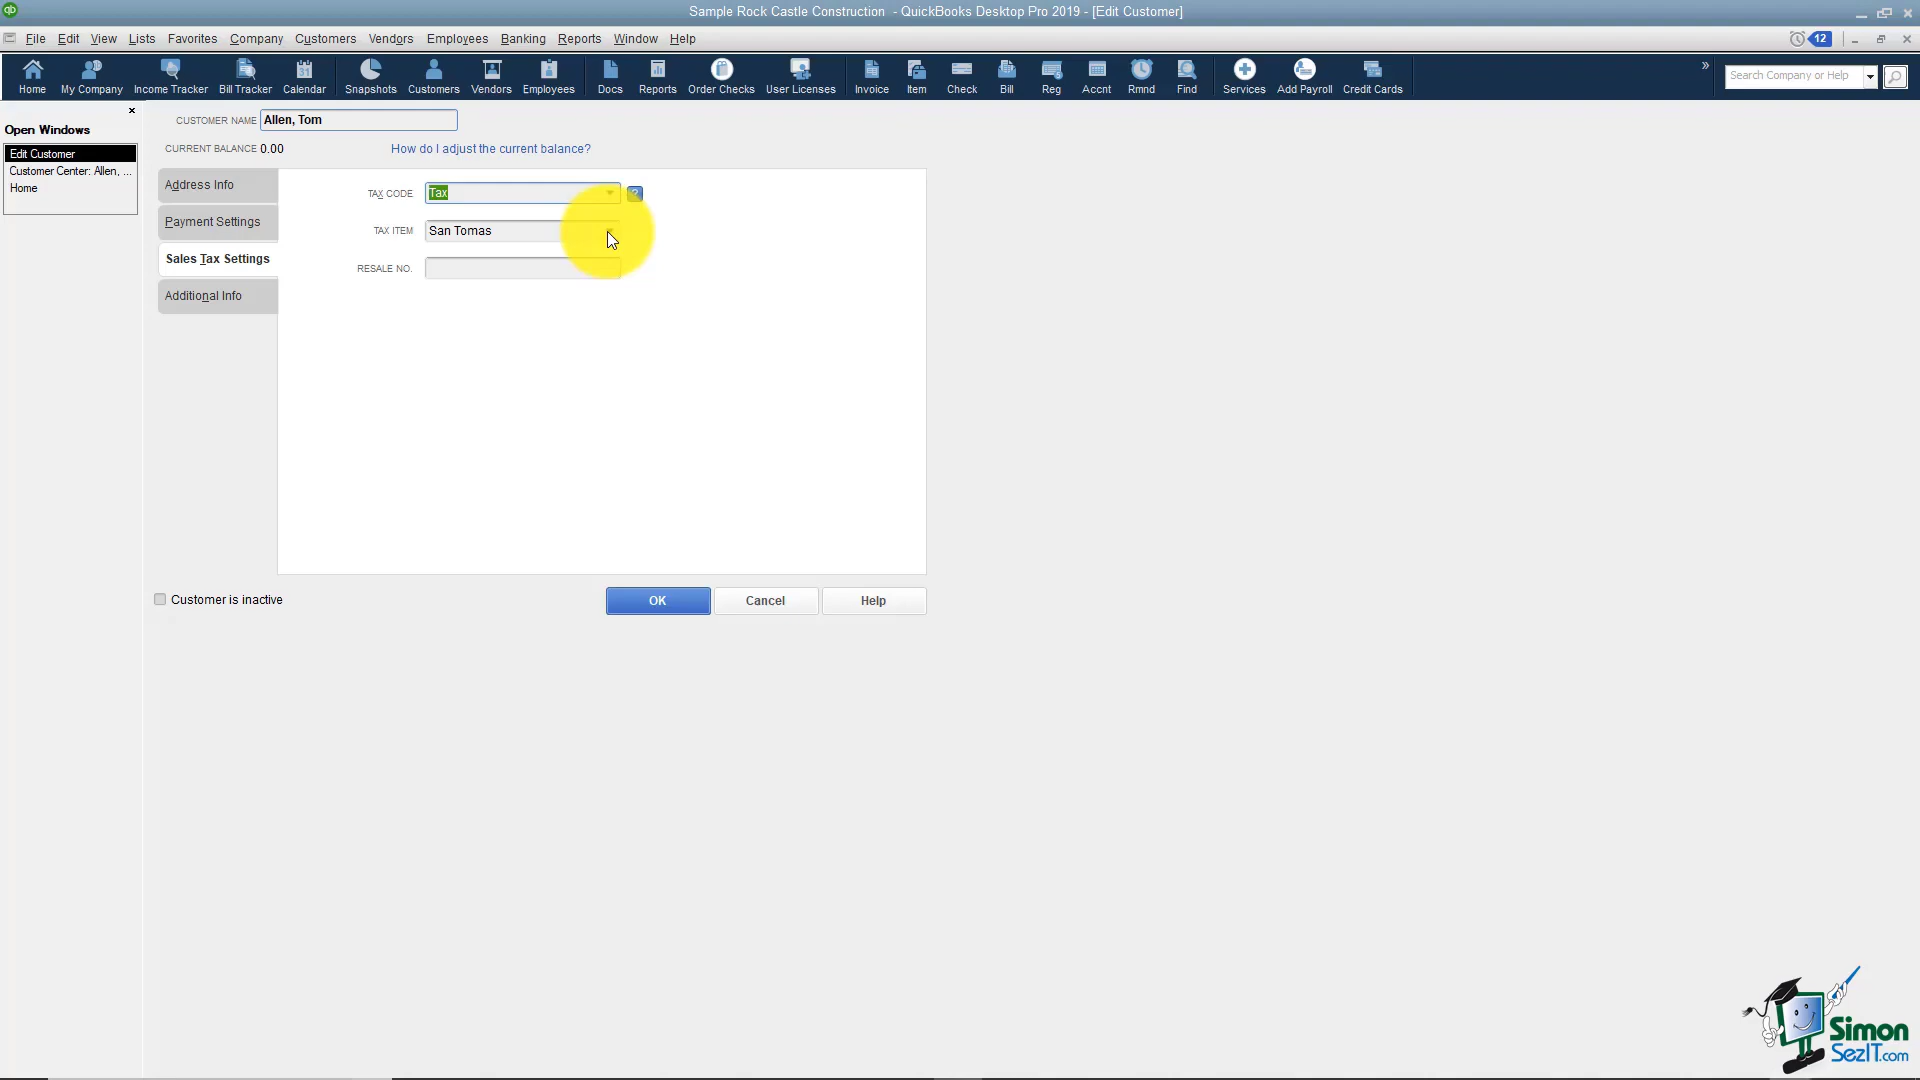 qb
Sample Rock Castle Construction - QuickBooks Desktop Pro 2019 - [Edit Customer]
File Edit View Lists Favorites Company Customers Vendors Employees Banking Reports Window Help
12
Home My Company Income Tracker Bill Tracker Calendar Snapshots Customers Vendors Employees Docs Reports Order Checks User Licenses Invoice Item Check Bill Reg Accnt Rmnd Find Services Add Payroll Credit Cards
» Search Company or Help
Open Windows
Edit Customer
Customer Center: Allen, ...
Home
CUSTOMER NAME Allen, Tom
CURRENT BALANCE 0.00 How do I adjust the current balance?
Address Info
Payment Settings
Sales Tax Settings
Additional Info
TAX CODE Tax ?
TAX ITEM San Tomas
RESALE NO.
Customer is inactive
OK Cancel Help
Simon
SezIT.com